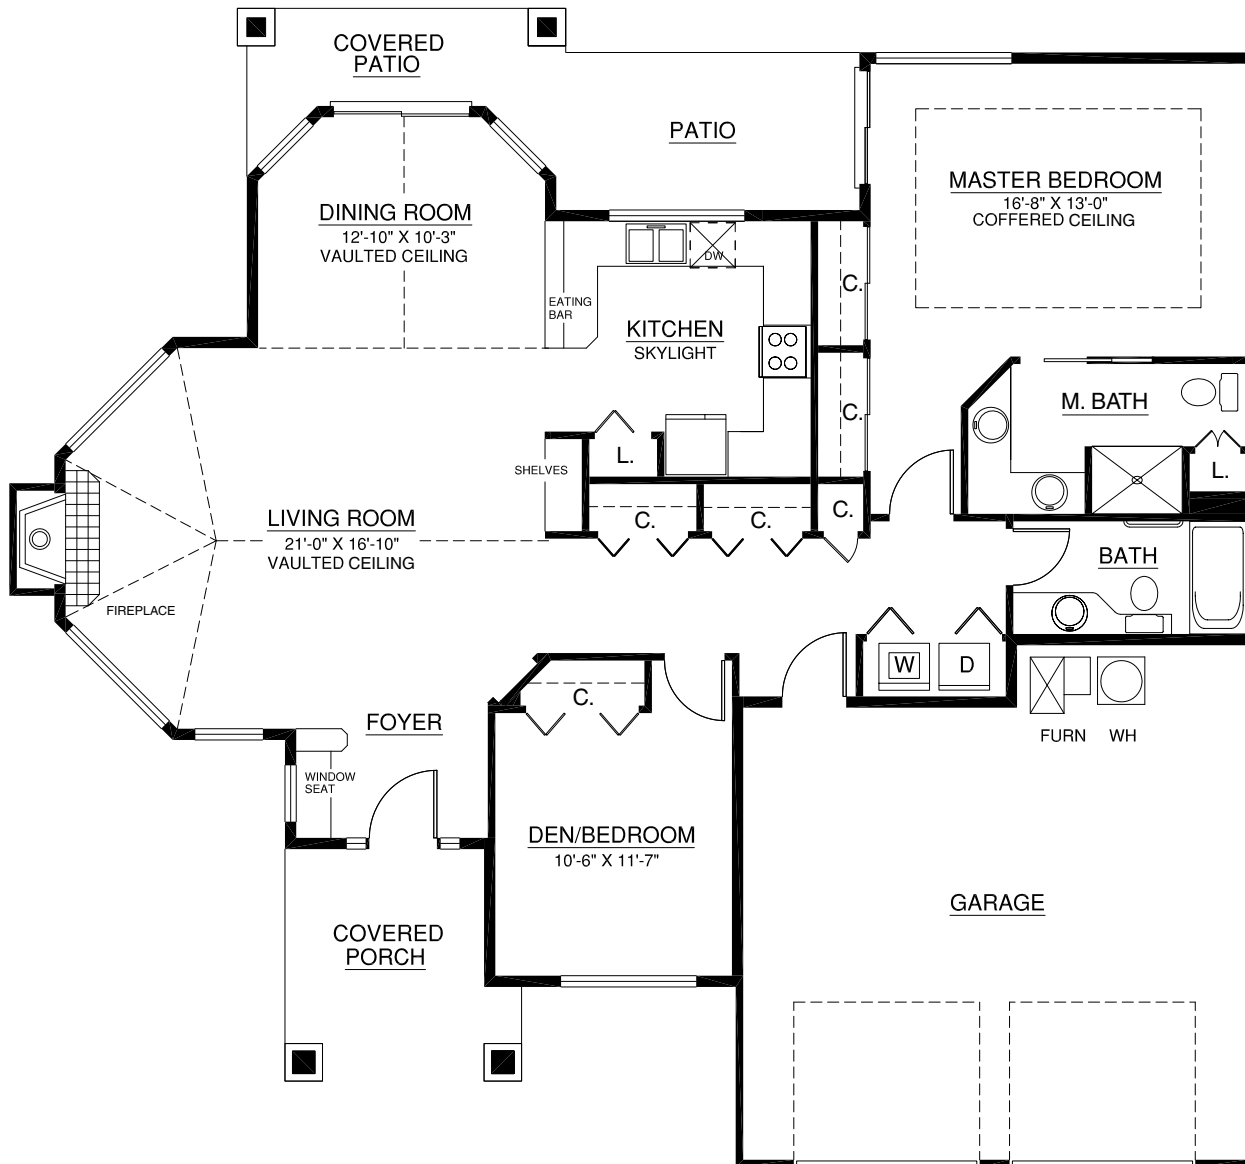 COVERED
PATIO
PATIO
MASTER BEDROOM
16'-8" X 13'-0"
COFFERED CEILING
DINING ROOM
12'-10" X 10'-3"
VAULTED CEILING
DW
C.
EATING
BAR
KITCHEN
SKYLIGHT
M. BATH
C.
L.
SHELVES
L.
LIVING ROOM
21'-0" X 16'-10"
VAULTED CEILING
C.
C.
C.
BATH
FIREPLACE
W
D
C.
FOYER
FURN
WH
WINDOW
SEAT
DEN/BEDROOM
10'-6" X 11'-7"
GARAGE
COVERED
PORCH